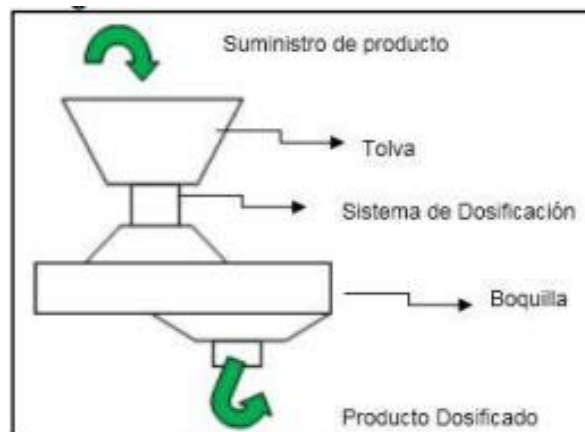 Suministro de producto
Tolva
Sistema de Dosificación
Boquilla
Producto Dosificado